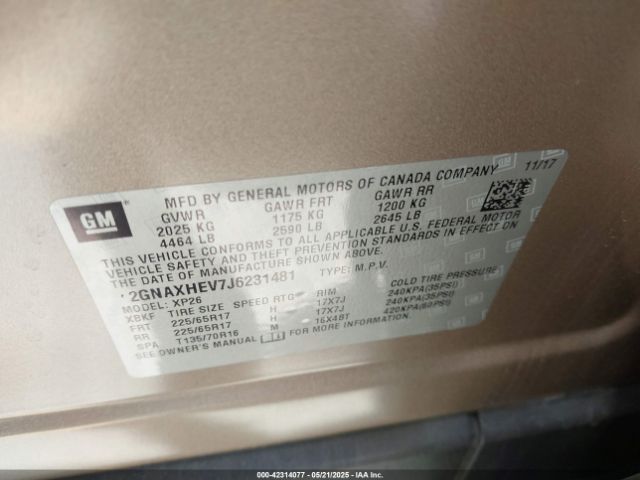 GM
MFD BY GENERAL MOTORS OF CANADA COMPANY 11/17
GVWR GAWR FRT GAWR RR
2025 KG 1175 KG 1200 KG
4464 LB 2590 LB 2645 LB
THIS VEHICLE CONFORMS TO ALL APPLICABLE U.S. FEDERAL MOTOR
VEHICLE SAFETY AND THEFT PREVENTION STANDARDS IN EFFECT ON
THE DATE OF MANUFACTURE SHOWN ABOVE.
2GNAXHEV7J6231481 TYPE: M.P.V.
MODEL: XP26
XBKF TIRE SIZE SPEED RTG RIM COLD TIRE PRESSURE
FRT 225/65R17 H 17X7J 240KPA(35PSI)
RR 225/65R17 H 17X7J 240KPA(35PSI)
SPA T135/70R16 M 16X4BT 420KPA(60PSI)
SEE OWNER'S MANUAL FOR MORE INFORMATION.
000-42314077 — 05/21/2025 — IAA Inc. — Copyright